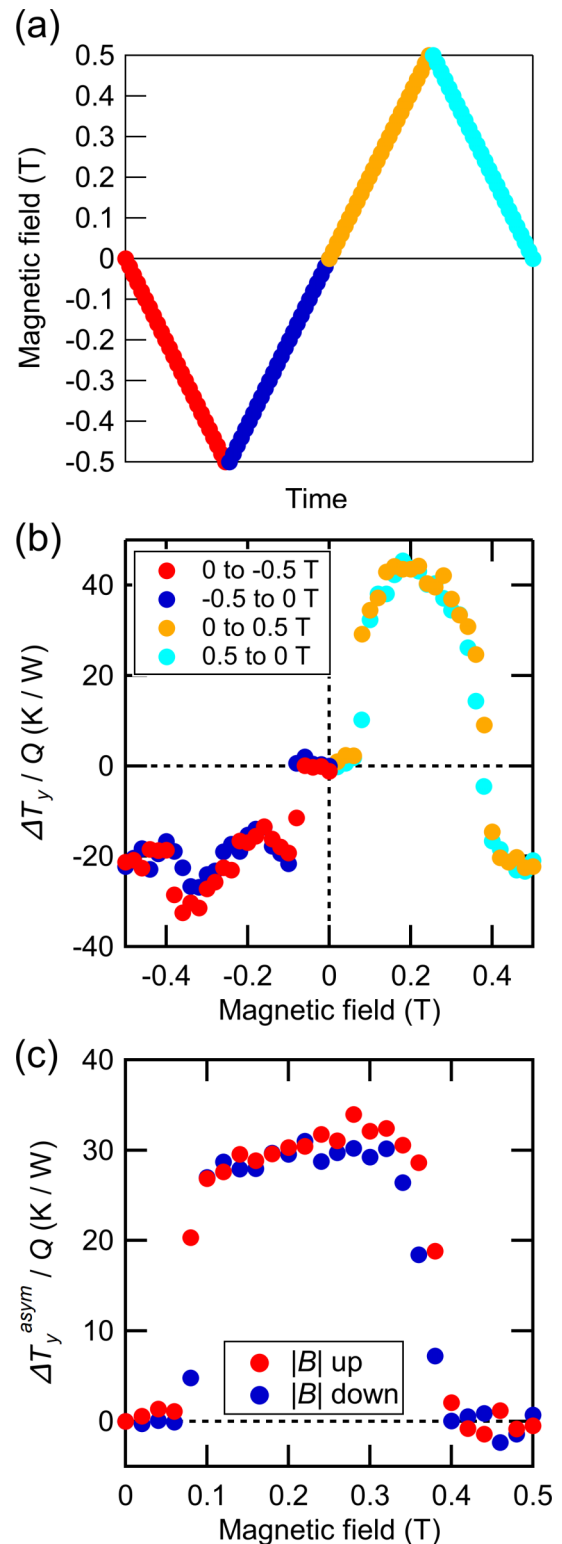 (a)
0.5
0.4
0.3
0.2
0.1
0
-0.1
-0.2
-0.3
-0.4
-0.5
Magnetic field (T)
Time
(b)
0 to -0.5 T
-0.5 to 0 T
0 to 0.5 T
0.5 to 0 T
40
20
0
-20
-40
ΔTy / Q (K / W)
-0.4 -0.2 0 0.2 0.4
Magnetic field (T)
(c)
40
30
20
10
0
ΔTy^asym / Q (K / W)
|B| up
|B| down
0 0.1 0.2 0.3 0.4 0.5
Magnetic field (T)